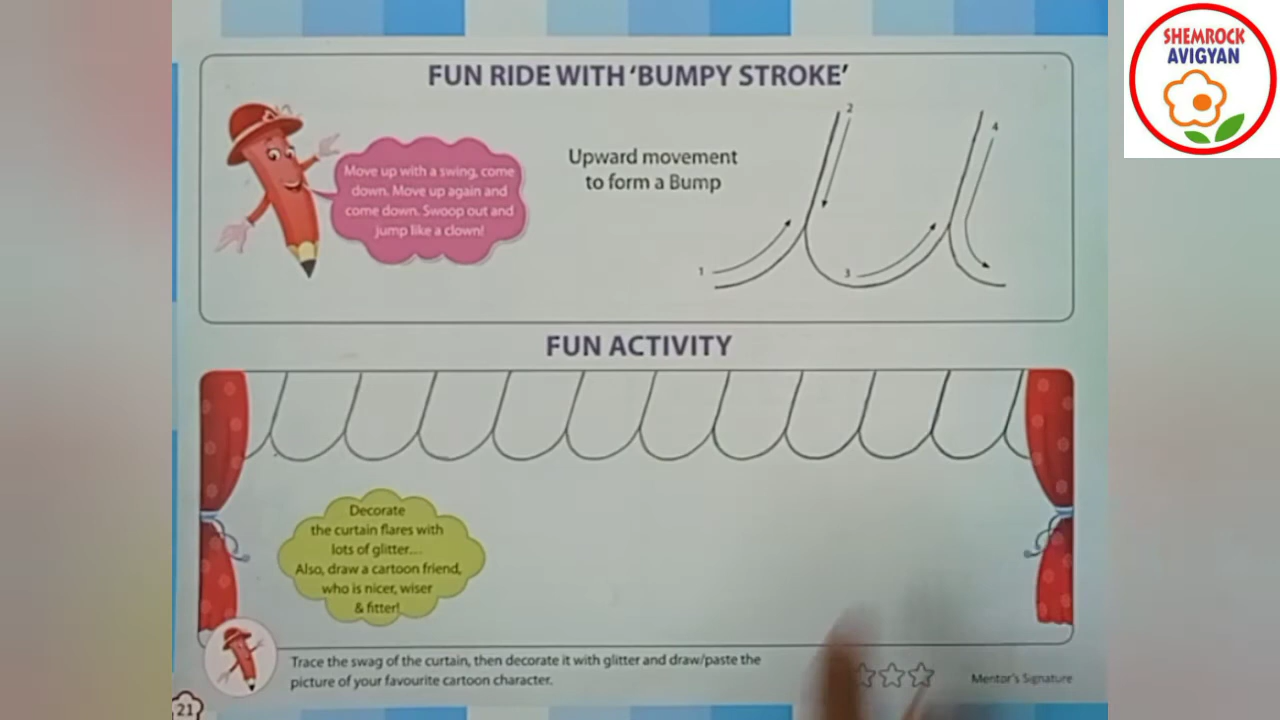 SHEMROCK
AVIGYAN
FUN RIDE WITH 'BUMPY STROKE'
Move up with a swing, come
down. Move up again and
come down. Swoop out and
jump like a clown!
Upward movement
to form a Bump
1
2
3
4
FUN ACTIVITY
Decorate
the curtain flares with
lots of glitter...
Also, draw a cartoon friend,
who is nicer, wiser
& fitter!
Trace the swag of the curtain, then decorate it with glitter and draw/paste the
picture of your favourite cartoon character.
Mentor's Signature
21